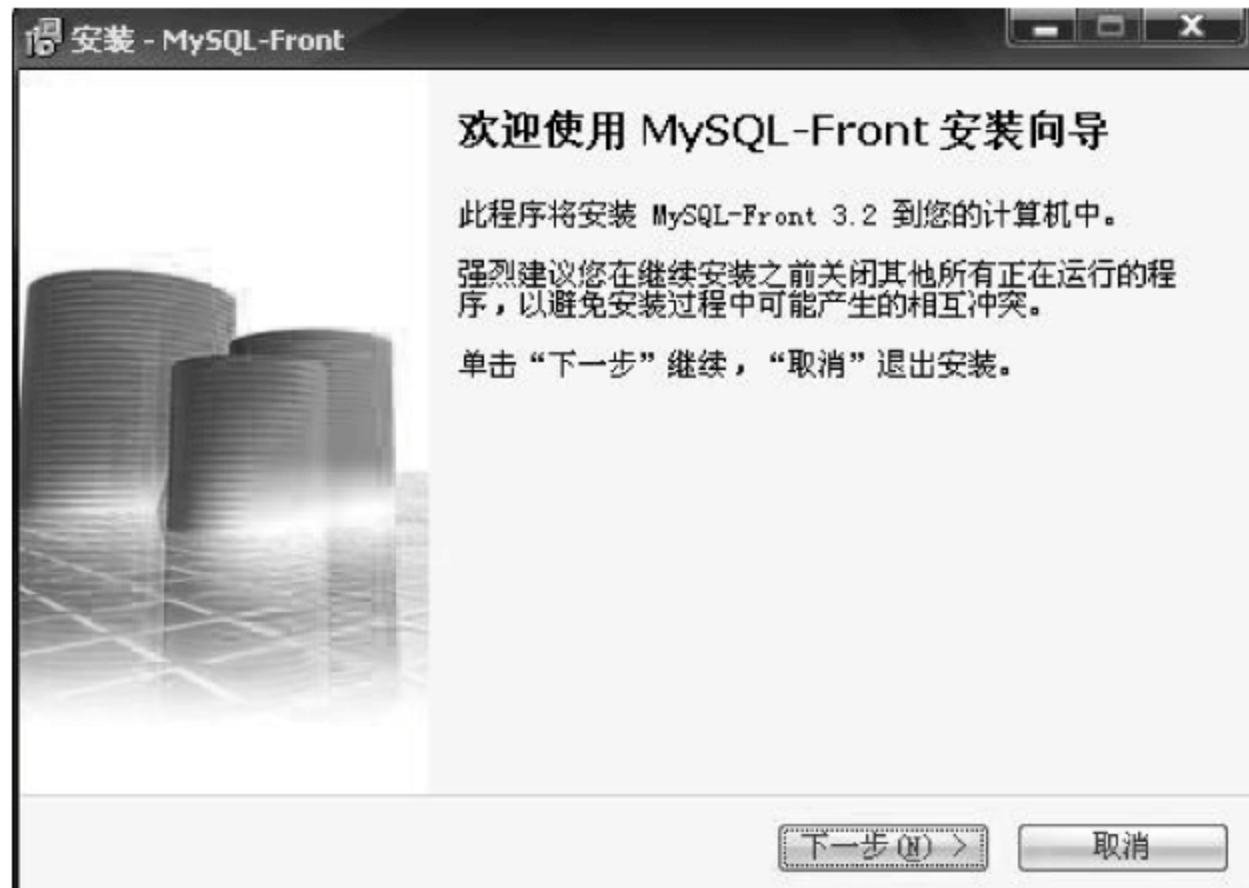 安装 - MySQL-Front
欢迎使用 MySQL-Front 安装向导
此程序将安装 MySQL-Front 3.2 到您的计算机中。
强烈建议您在继续安装之前关闭其他所有正在运行的程
序，以避免安装过程中可能产生的相互冲突。
单击“下一步”继续，“取消”退出安装。
下一步(N) >
取消